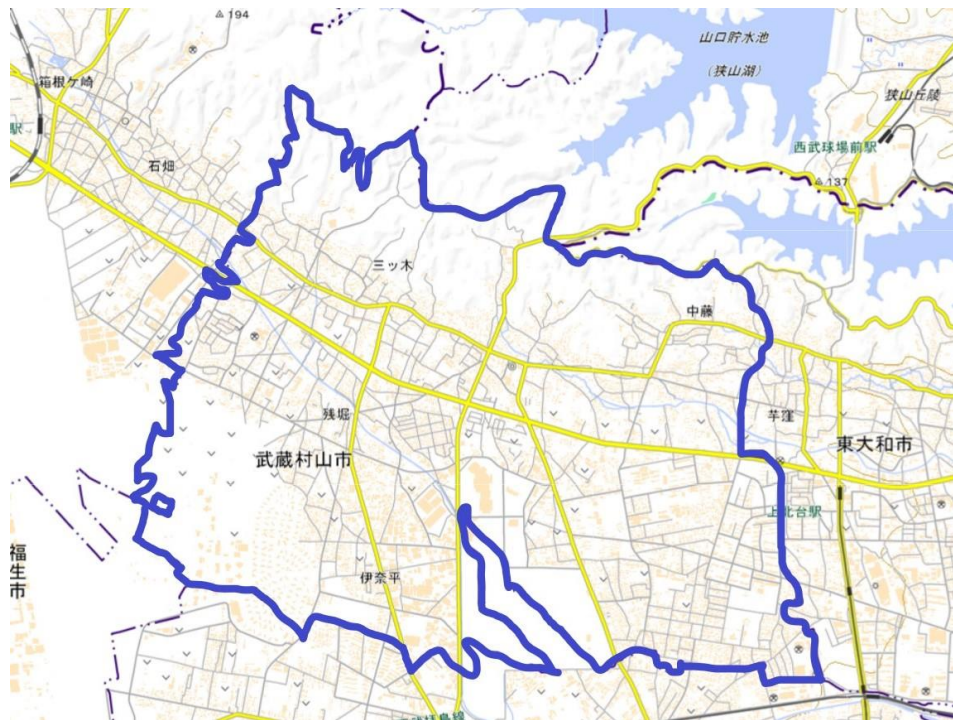 194
山口貯水池
(狭山湖)
箱根ケ崎
狭山丘陵
駅
西武球場前駅
石畑
137
三ッ木
中藤
残堀
芋窪
武蔵村山市
東大和市
上北台駅
福生市
伊奈平